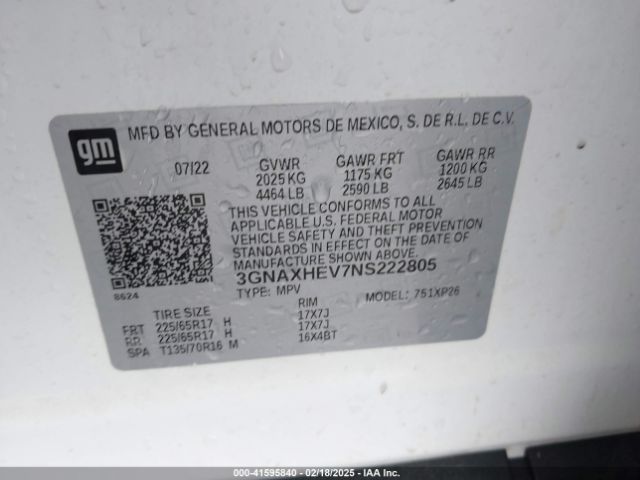 gm
MFD BY GENERAL MOTORS DE MEXICO, S. DE R.L. DE C.V.
07/22 GVWR GAWR FRT GAWR RR
2025 KG 1175 KG 1200 KG
4464 LB 2590 LB 2645 LB
THIS VEHICLE CONFORMS TO ALL
APPLICABLE U.S. FEDERAL MOTOR
VEHICLE SAFETY AND THEFT PREVENTION
STANDARDS IN EFFECT ON THE DATE OF
MANUFACTURE SHOWN ABOVE.
3GNAXHEV7NS222805
8624 TYPE: MPV MODEL: 751XP26
TIRE SIZE RIM
FRT 225/65R17 H 17X7J
RR 225/65R17 H 17X7J
SPA T135/70R16 M 16X4BT
000-41595840 - 02/18/2025 - IAA, Inc.